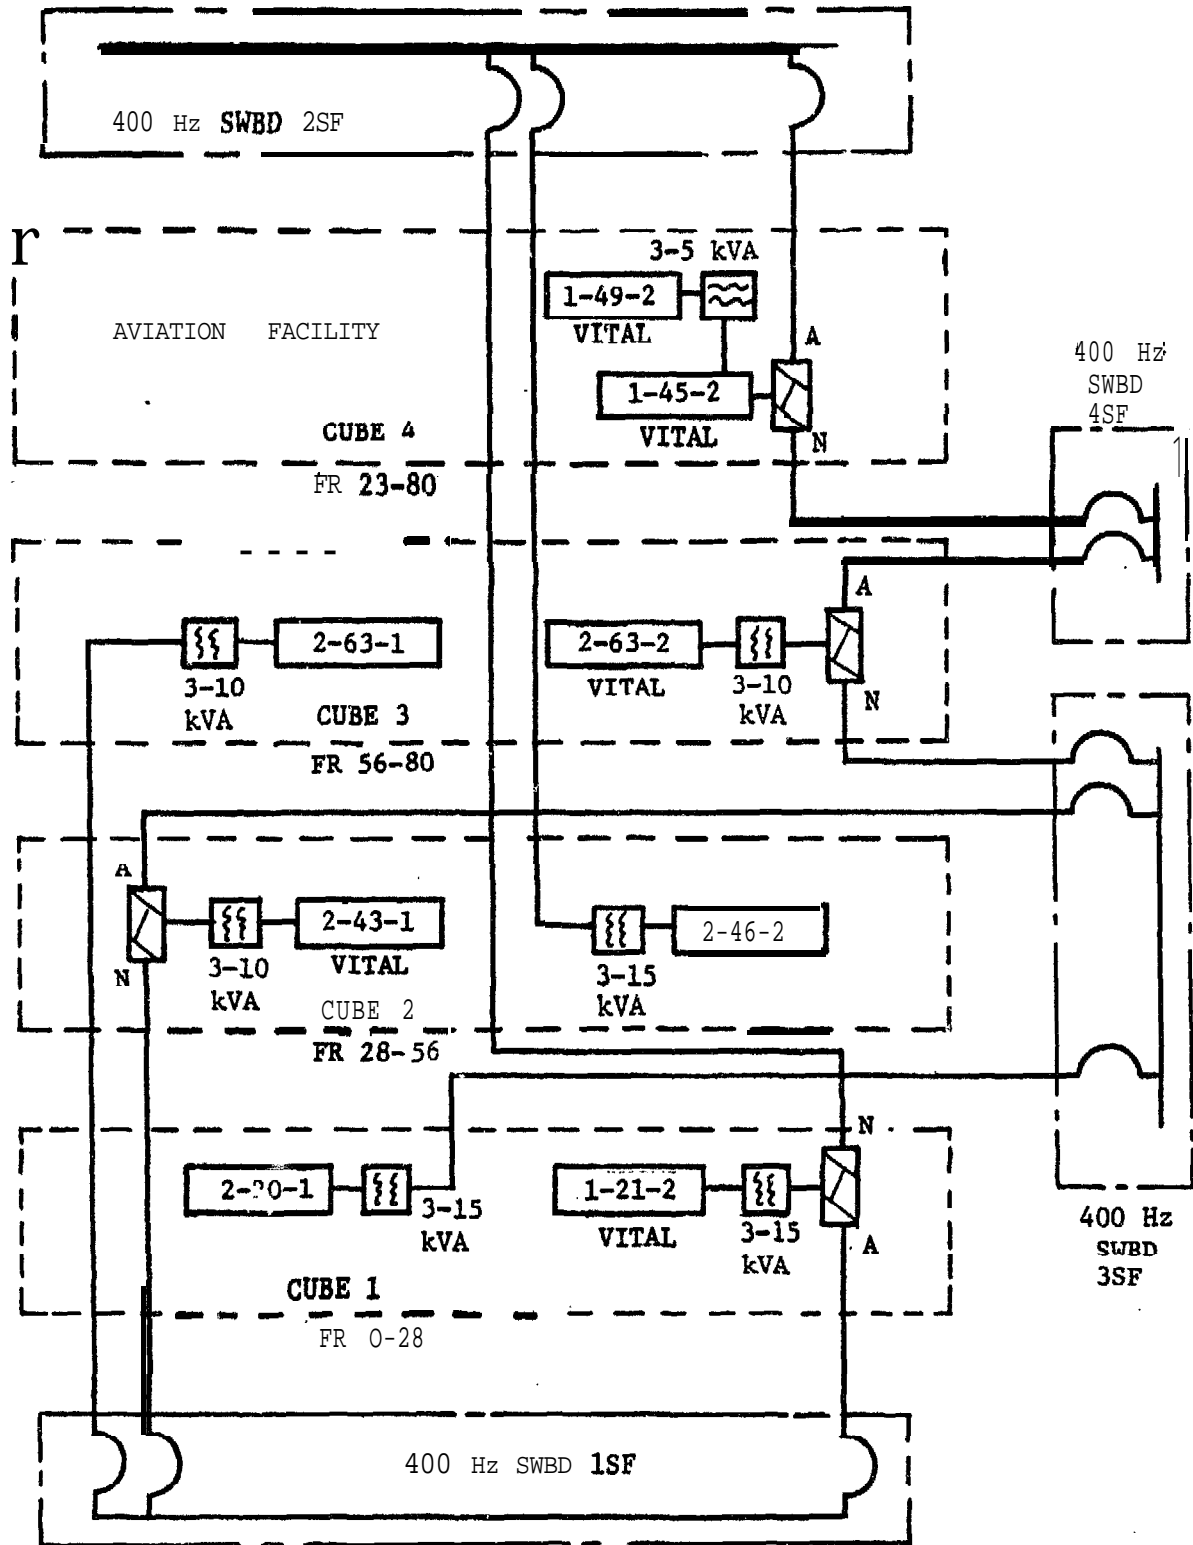 400 Hz SWBD 2SF
3-5 kVA
1-49-2
VITAL
AVIATION FACILITY
A
1-45-2
VITAL
N
CUBE 4
FR 23-80
400 Hz
SWBD
4SF
A
2-63-1
2-63-2
3-10
kVA
VITAL
3-10
kVA
N
CUBE 3
FR 56-80
A
2-43-1
2-46-2
N
3-10
kVA
VITAL
3-15
kVA
CUBE 2
FR 28-56
N
1-21-2
3-15
kVA
VITAL
3-15
kVA
A
400 Hz
SWBD
3SF
CUBE 1
FR 0-28
400 Hz SWBD 1SF